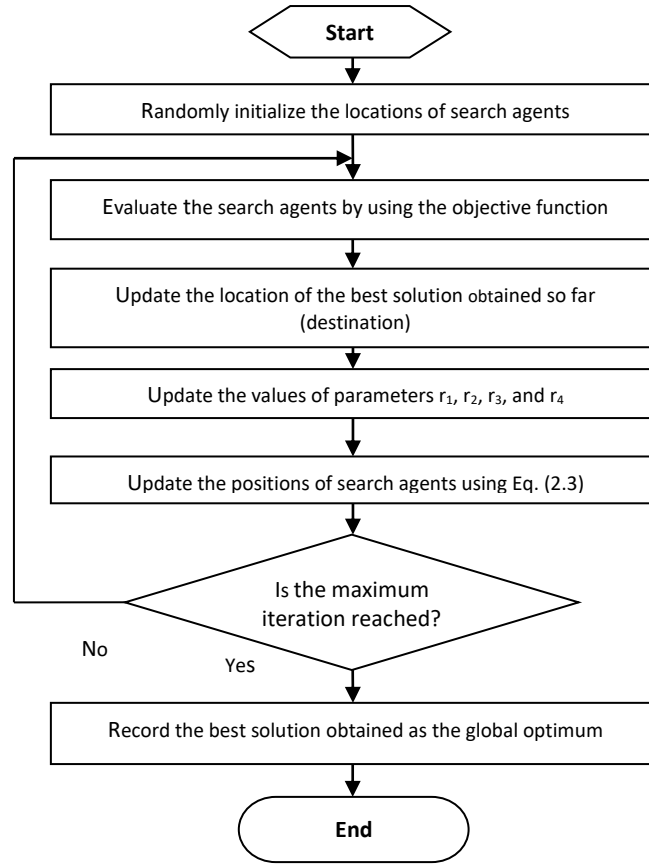 Start
Randomly initialize the locations of search agents
Evaluate the search agents by using the objective function
Update the location of the best solution obtained so far
(destination)
Update the values of parameters r₁, r₂, r₃, and r₄
Update the positions of search agents using Eq. (2.3)
Is the maximum
iteration reached?
No
Yes
Record the best solution obtained as the global optimum
End